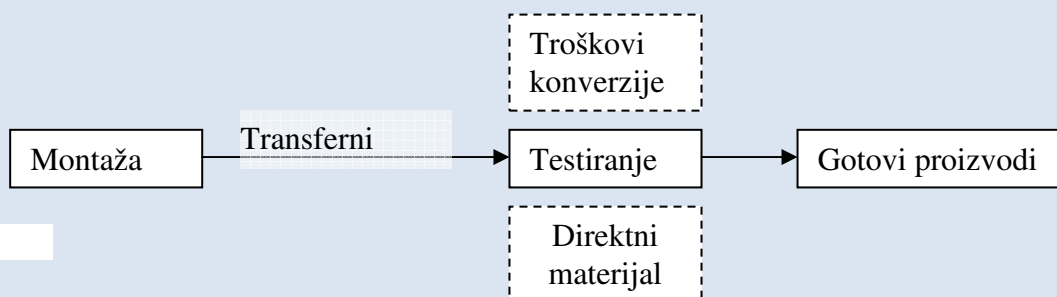 Troškovi
konverzije
Montaža
Transferni
Testiranje
Gotovi proizvodi
Direktni
materijal